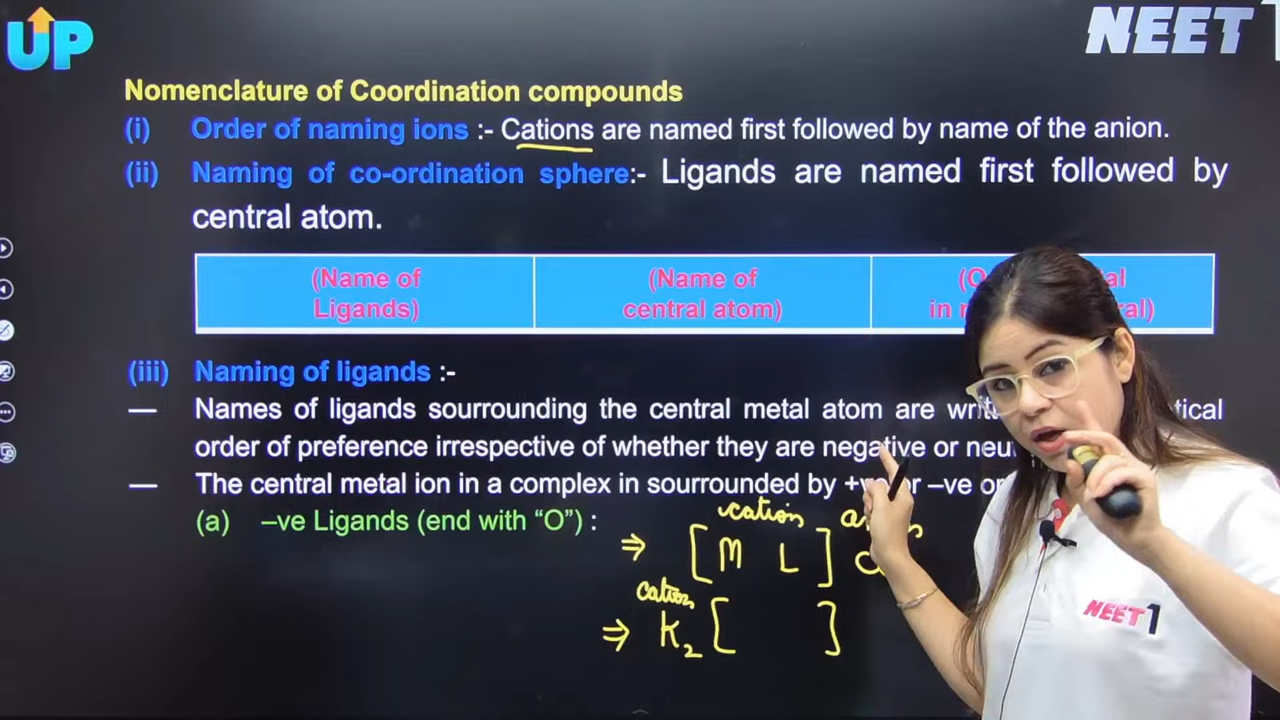 UP
NEET 1
Nomenclature of Coordination compounds
(i) Order of naming ions :- Cations are named first followed by name of the anion.
(ii) Naming of co-ordination sphere:- Ligands are named first followed by
central atom.
(Name of
Ligands)
(Name of
central atom)
(iii) Naming of ligands :-
— Names of ligands sourrounding the central metal atom are
order of preference irrespective of whether they are negative or
— The central metal ion in a complex in sourrounded by –ve
(a) –ve Ligands (end with “O”) :
cation
⇒ [ M L ]
cation
⇒ K2 [ ]
NEET 1